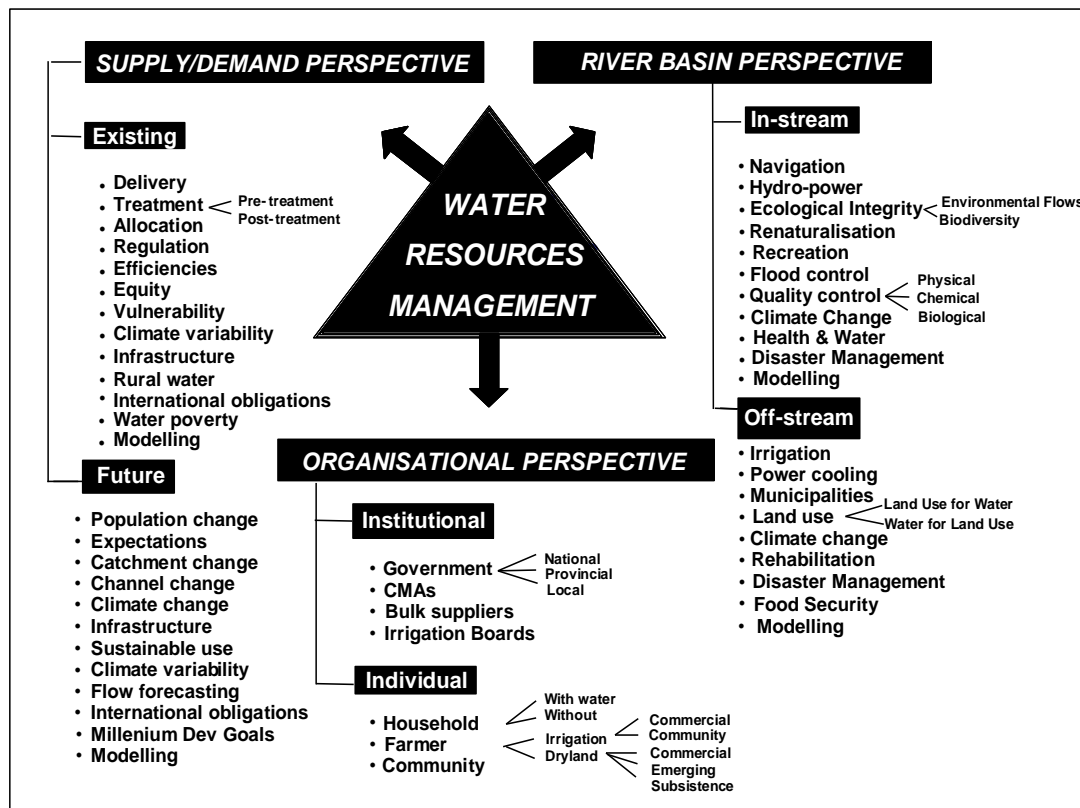 SUPPLY/DEMAND PERSPECTIVE
Existing
• Delivery
• Treatment
Pre-treatment
Post-treatment
• Allocation
• Regulation
• Efficiencies
• Equity
• Vulnerability
• Climate variability
• Infrastructure
• Rural water
• International obligations
• Water poverty
• Modelling
Future
• Population change
• Expectations
• Catchment change
• Channel change
• Climate change
• Infrastructure
• Sustainable use
• Climate variability
• Flow forecasting
• International obligations
• Millenium Dev Goals
• Modelling
WATER
RESOURCES
MANAGEMENT
ORGANISATIONAL PERSPECTIVE
Institutional
• Government
National
Provincial
Local
• CMAs
• Bulk suppliers
• Irrigation Boards
Individual
• Household
With water
Without
• Farmer
Irrigation
Commercial
Community
Dryland
Commercial
Emerging
Subsistence
• Community
RIVER BASIN PERSPECTIVE
In-stream
• Navigation
• Hydro-power
• Ecological Integrity
Environmental Flows
Biodiversity
• Renaturalisation
• Recreation
• Flood control
• Quality control
Physical
Chemical
Biological
• Climate Change
• Health & Water
• Disaster Management
• Modelling
Off-stream
• Irrigation
• Power cooling
• Municipalities
• Land use
Land Use for Water
Water for Land Use
• Climate change
• Rehabilitation
• Disaster Management
• Food Security
• Modelling